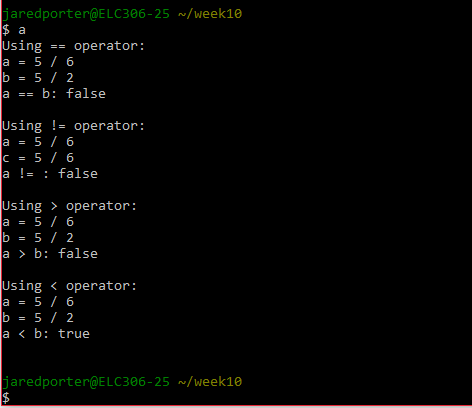 jaredporter@ELC306-25 ~/week10
$ a
Using == operator:
a = 5 / 6
b = 5 / 2
a == b: false
Using != operator:
a = 5 / 6
c = 5 / 6
a != : false
Using > operator:
a = 5 / 6
b = 5 / 2
a > b: false
Using < operator:
a = 5 / 6
b = 5 / 2
a < b: true
jaredporter@ELC306-25 ~/week10
$